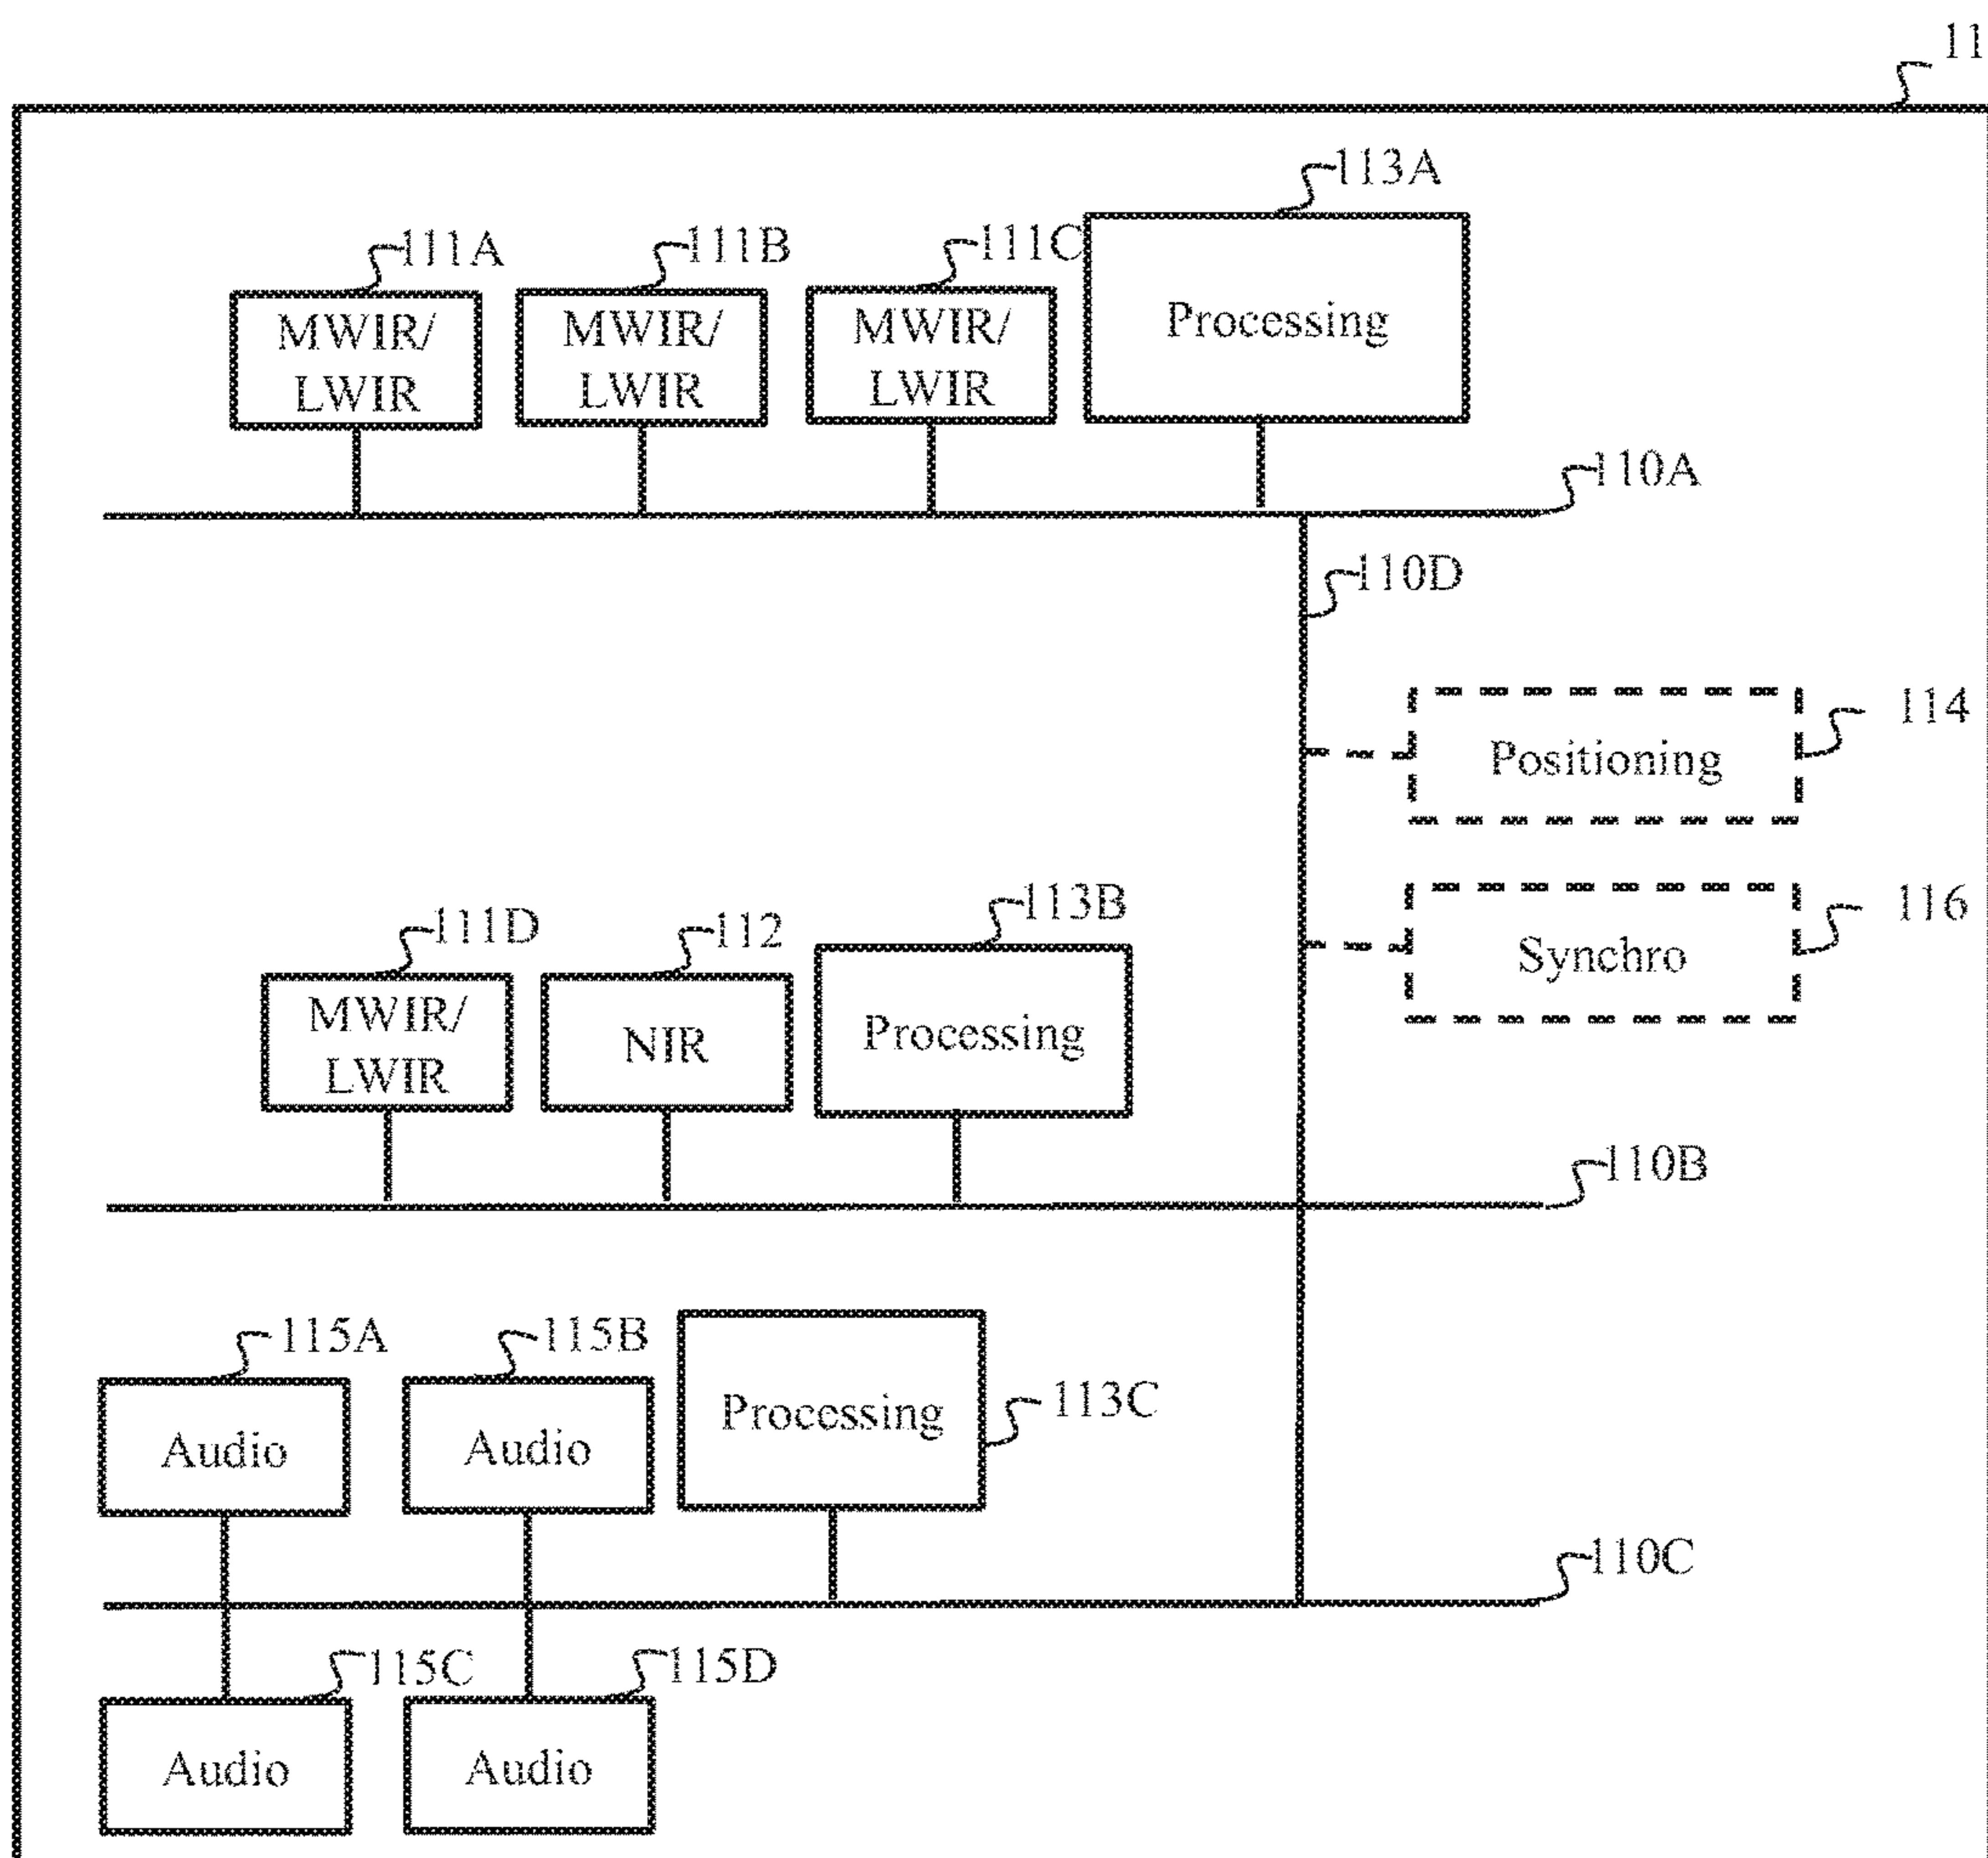 11
113A
111A
111B
111C
MWIR/
LWIR
MWIR/
LWIR
MWIR/
LWIR
Processing
110A
110D
114
Positioning
116
Synchro
111D
112
113B
MWIR/
LWIR
NIR
Processing
110B
115A
115B
Audio
Audio
Processing
113C
110C
115C
115D
Audio
Audio